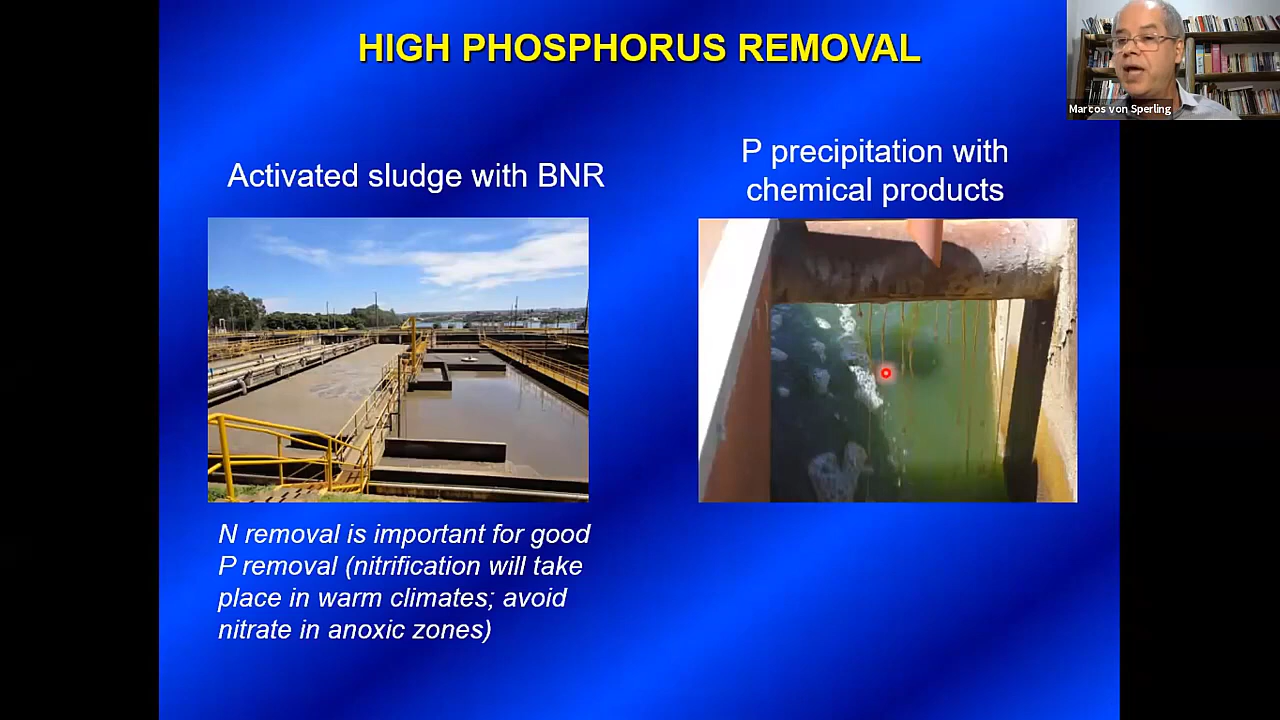 HIGH PHOSPHORUS REMOVAL
Marcos von Sperling
Activated sludge with BNR
P precipitation with
chemical products
N removal is important for good
P removal (nitrification will take
place in warm climates; avoid
nitrate in anoxic zones)